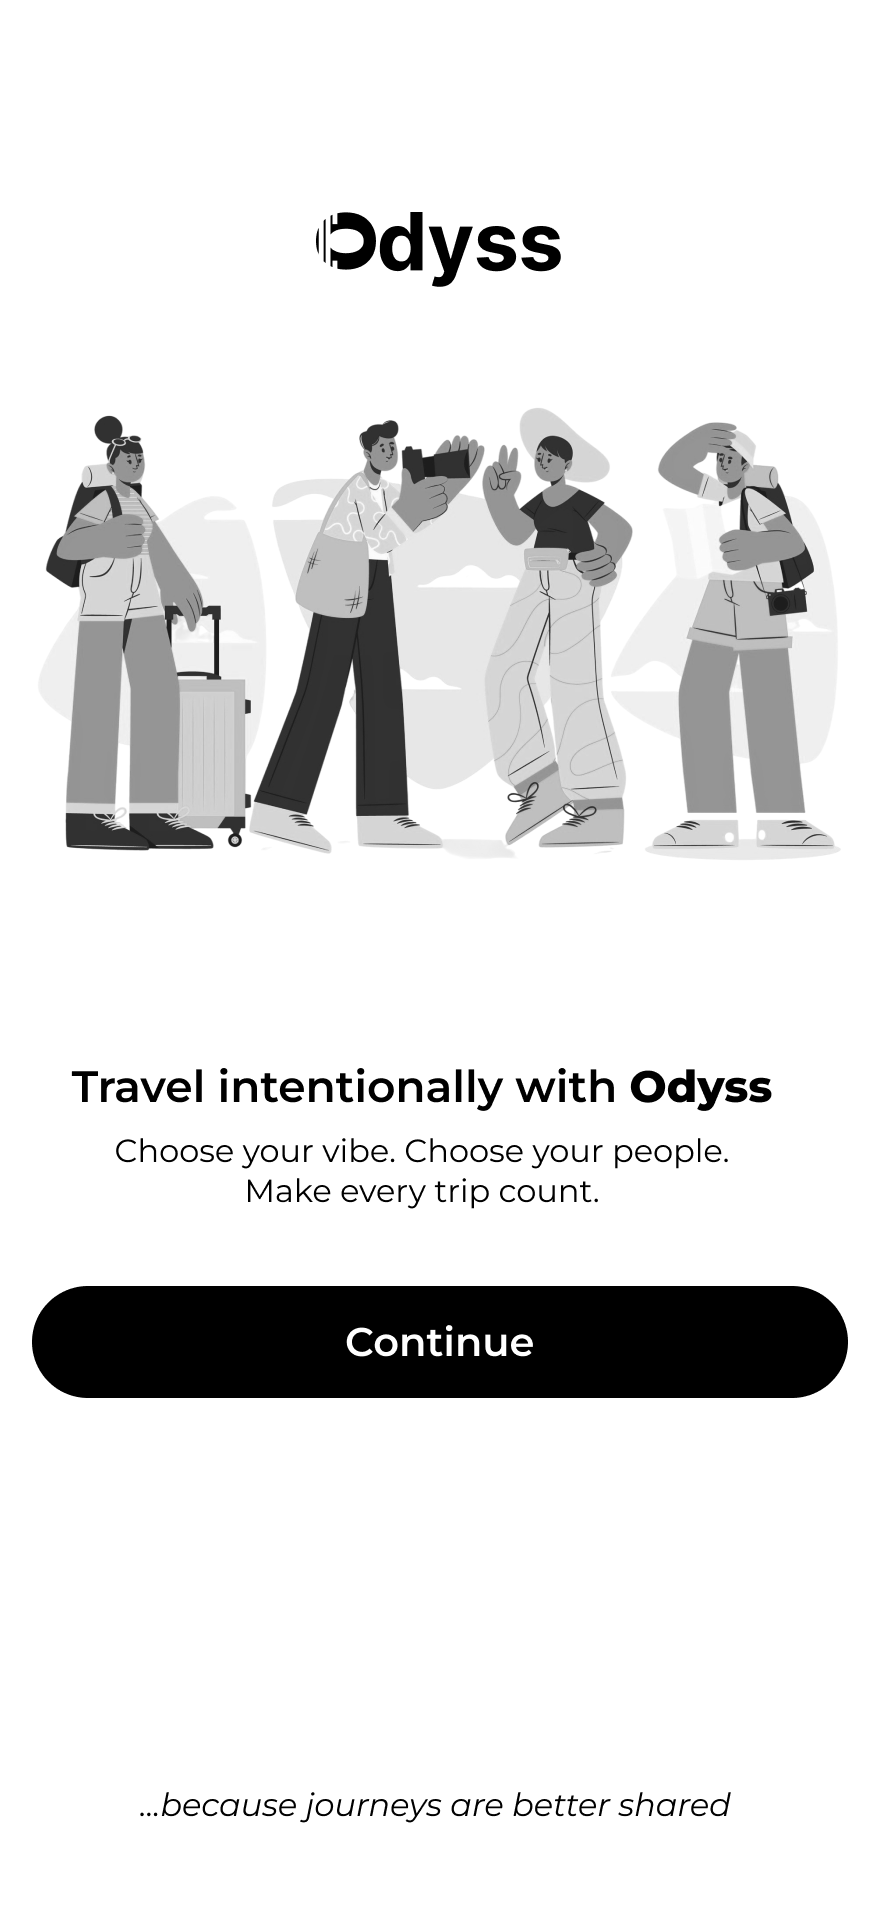 Odyss
Travel intentionally with Odyss
Choose your vibe. Choose your people.
Make every trip count.
Continue
...because journeys are better shared